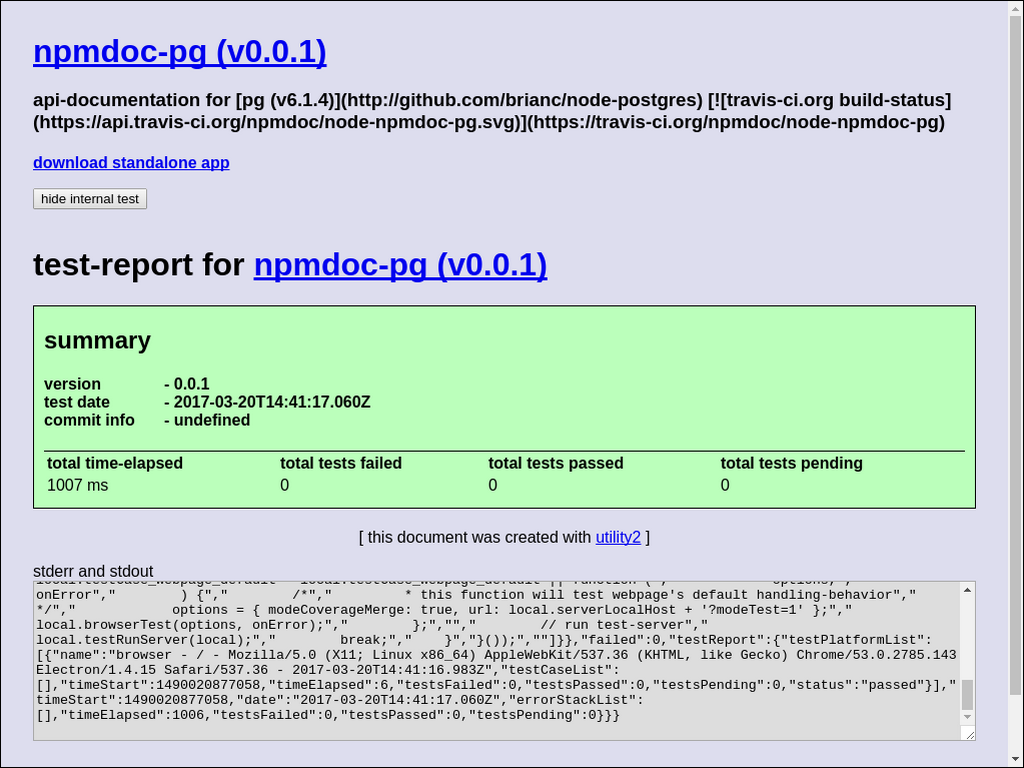 npmdoc-pg (v0.0.1)
api-documentation for [pg (v6.1.4)](http://github.com/brianc/node-postgres) [![travis-ci.org build-status]
(https://api.travis-ci.org/npmdoc/node-npmdoc-pg.svg)](https://travis-ci.org/npmdoc/node-npmdoc-pg)
download standalone app
hide internal test
test-report for npmdoc-pg (v0.0.1)
summary
version - 0.0.1
test date - 2017-03-20T14:41:17.060Z
commit info - undefined
total time-elapsed total tests failed total tests passed total tests pending
1007 ms 0 0 0
[ this document was created with utility2 ]
stderr and stdout
local.testCase_webpage_default = local.testCase_webpage_default || function (","            options,","
onError","        ) {","        /*","         * this function will test webpage's default handling-behavior","
*/","            options = { modeCoverageMerge: true, url: local.serverLocalHost + '?modeTest=1' };","
local.browserTest(options, onError);","        };","","        // run test-server","
local.testRunServer(local);","        break;","    }","}());",""]}},"failed":0,"testReport":{"testPlatformList":
[{"name":"browser - / - Mozilla/5.0 (X11; Linux x86_64) AppleWebKit/537.36 (KHTML, like Gecko) Chrome/53.0.2785.143
Electron/1.4.15 Safari/537.36 - 2017-03-20T14:41:16.983Z","testCaseList":
[],"timeStart":1490020877058,"timeElapsed":6,"testsFailed":0,"testsPassed":0,"testsPending":0,"status":"passed"}],"
timeStart":1490020877058,"date":"2017-03-20T14:41:17.060Z","errorStackList":
[],"timeElapsed":1006,"testsFailed":0,"testsPassed":0,"testsPending":0}}}